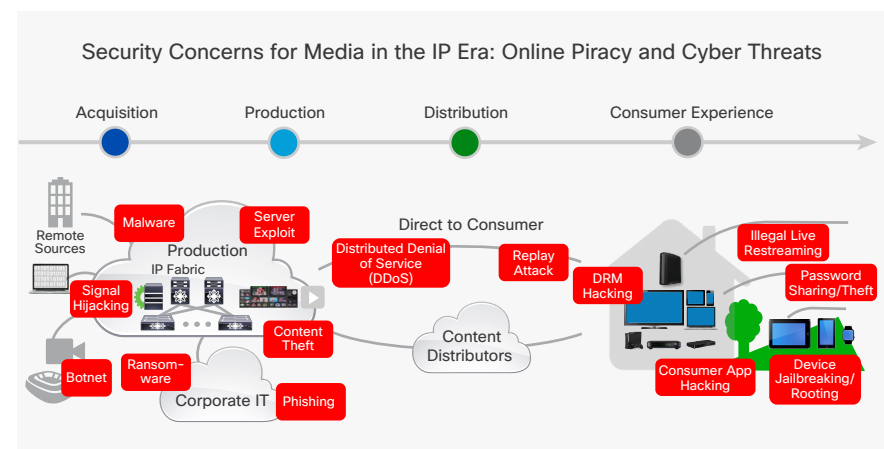 Security Concerns for Media in the IP Era: Online Piracy and Cyber Threats
Acquisition
Production
Distribution
Consumer Experience
Remote
Sources
Malware
Server
Exploit
Production
IP Fabric
Signal
Hijacking
Content
Theft
Botnet
Ransom-
ware
Corporate IT
Phishing
Direct to Consumer
Distributed Denial
of Service
(DDoS)
Replay
Attack
Content
Distributors
DRM
Hacking
Illegal Live
Restreaming
Password
Sharing/Theft
Consumer App
Hacking
Device
Jailbreaking/
Rooting